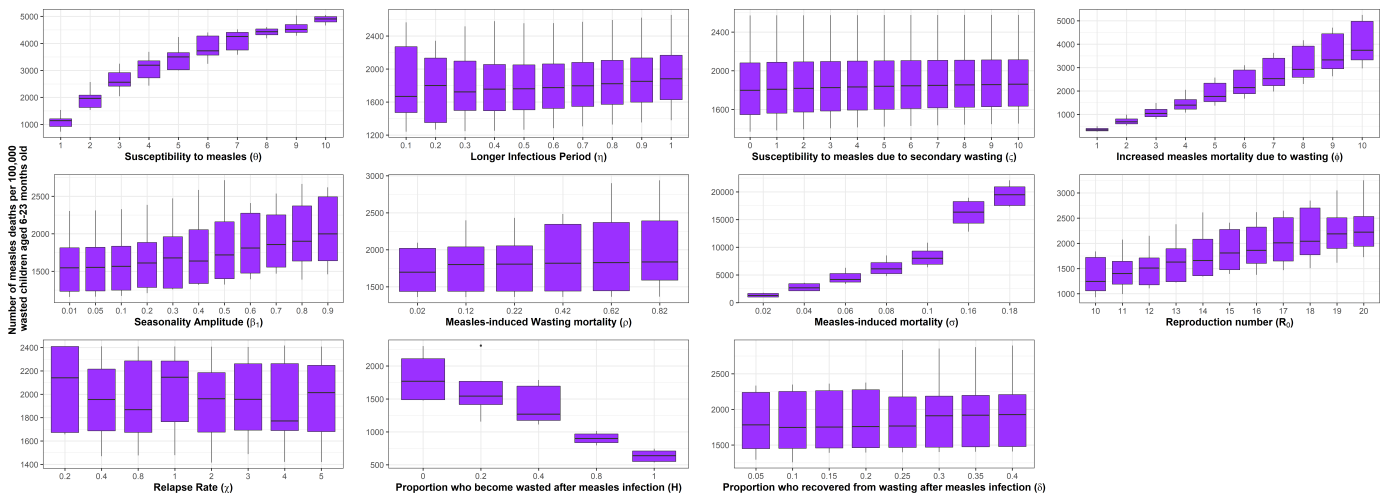 Number of measles deaths per 100,000
wasted children aged 6-23 months old
5000
4000
3000
2000
1000
1 2 3 4 5 6 7 8 9 10
Susceptibility to measles (θ)
2400
2000
1600
1200
0.1 0.2 0.3 0.4 0.5 0.6 0.7 0.8 0.9 1
Longer Infectious Period (η)
2400
2000
1600
0 1 2 3 4 5 6 7 8 9 10
Susceptibility to measles due to secondary wasting (ς)
5000
4000
3000
2000
1000
0
1 2 3 4 5 6 7 8 9 10
Increased measles mortality due to wasting (ϕ)
2500
2000
1500
0.01 0.05 0.1 0.2 0.3 0.4 0.5 0.6 0.7 0.8 0.9
Seasonality Amplitude (β1)
3000
2500
2000
1500
0.02 0.12 0.22 0.42 0.62 0.82
Measles-induced Wasting mortality (ρ)
20000
15000
10000
5000
0
0.02 0.04 0.06 0.08 0.1 0.16 0.18
Measles-induced mortality (σ)
3000
2500
2000
1500
1000
10 11 12 13 14 15 16 17 18 19 20
Reproduction number (R0)
2400
2200
2000
1800
1600
1400
0.2 0.4 0.8 1 2 3 4 5
Relapse Rate (χ)
2000
1500
1000
500
0 0.2 0.4 0.8 1
Proportion who become wasted after measles infection (H)
2500
2000
1500
0.05 0.1 0.15 0.2 0.25 0.3 0.35 0.4
Proportion who recovered from wasting after measles infection (δ)